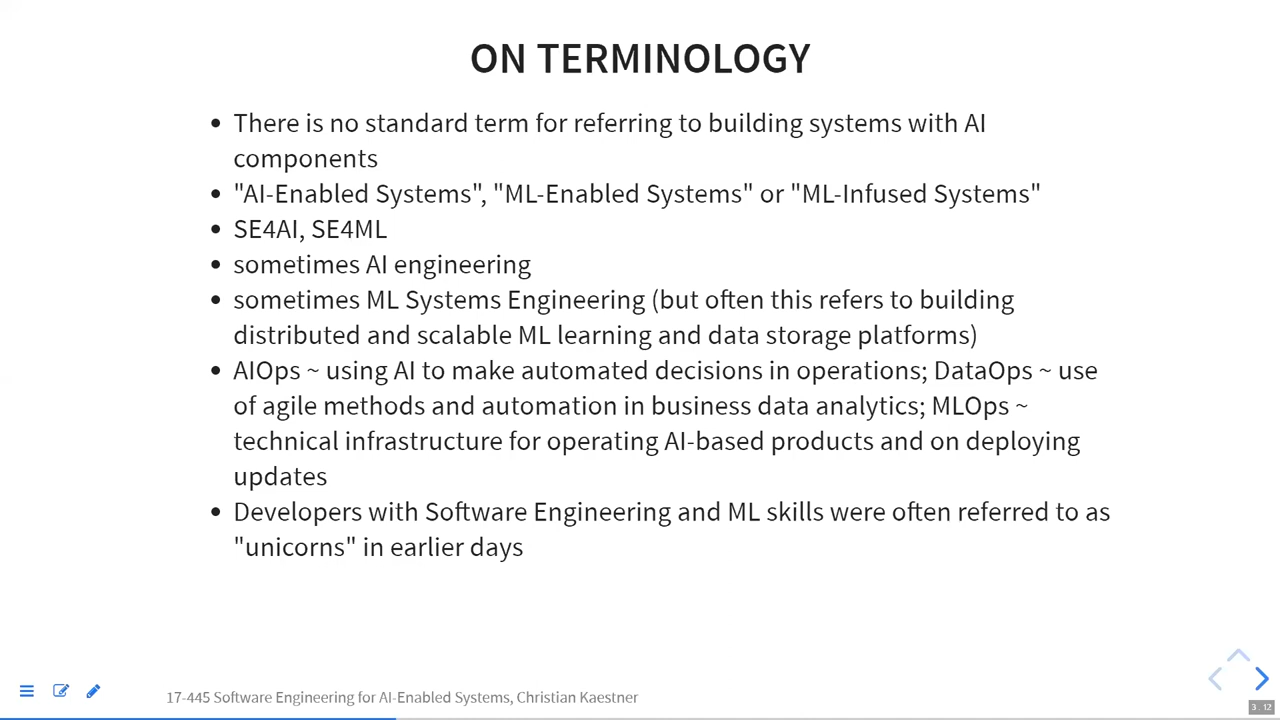 ON TERMINOLOGY
There is no standard term for referring to building systems with AI
components
"AI-Enabled Systems", "ML-Enabled Systems" or "ML-Infused Systems"
SE4AI, SE4ML
sometimes AI engineering
sometimes ML Systems Engineering (but often this refers to building
distributed and scalable ML learning and data storage platforms)
AIOps ~ using AI to make automated decisions in operations; DataOps ~ use
of agile methods and automation in business data analytics; MLOps ~
technical infrastructure for operating AI-based products and on deploying
updates
Developers with Software Engineering and ML skills were often referred to as
"unicorns" in earlier days
17-445 Software Engineering for AI-Enabled Systems, Christian Kaestner
3.12